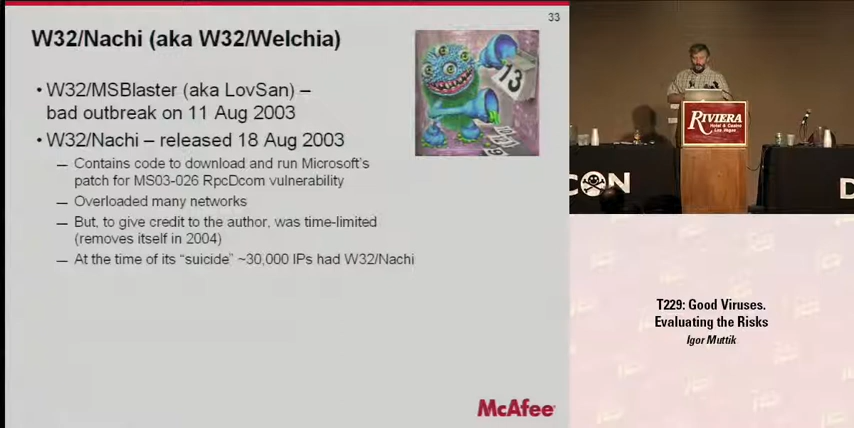 33
W32/Nachi (aka W32/Welchia)
13
• W32/MSBlaster (aka LovSan) –
bad outbreak on 11 Aug 2003
• W32/Nachi – released 18 Aug 2003
— Contains code to download and run Microsoft's
patch for MS03-026 RpcDcom vulnerability
— Overloaded many networks
— But, to give credit to the author, was time-limited
(removes itself in 2004)
— At the time of its “suicide” ~30,000 IPs had W32/Nachi
McAfee
RIVIERA
Hotel & Casino
Las Vegas
CON
D
T229: Good Viruses.
Evaluating the Risks
Igor Muttik